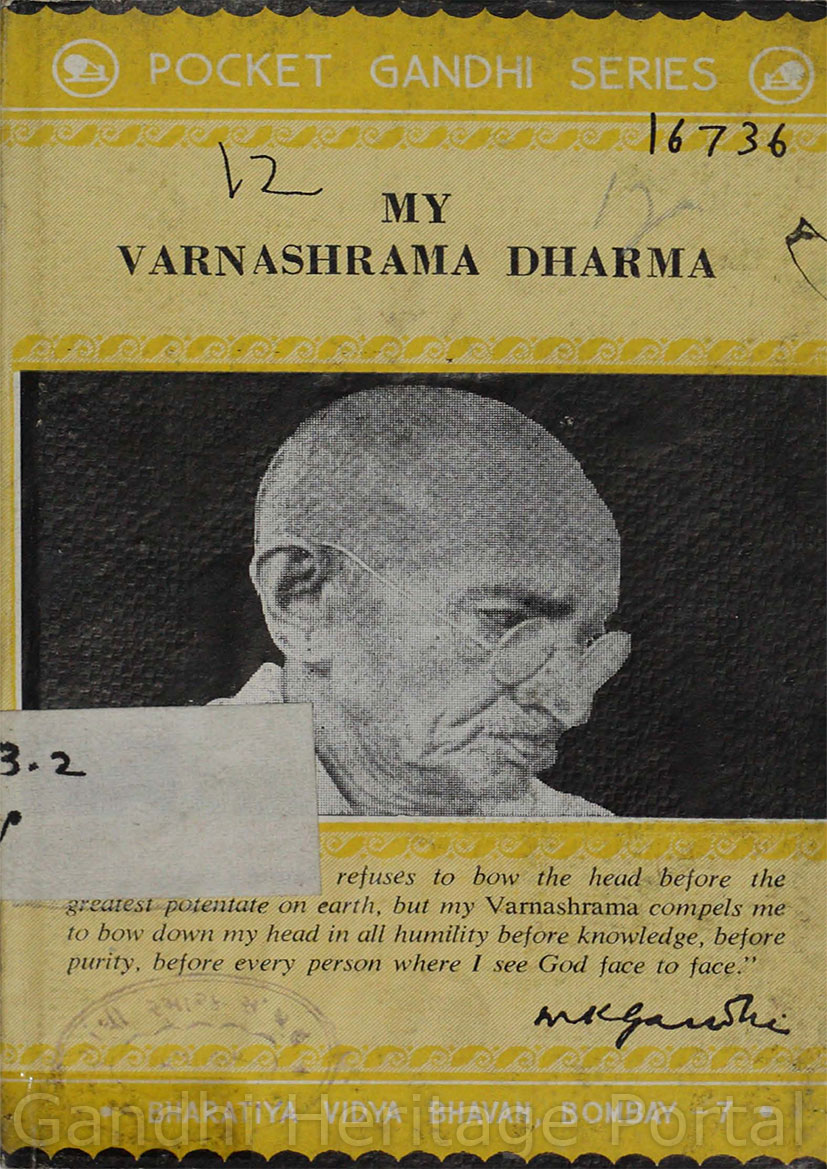 POCKET GANDHI SERIES
16736
12
MY
VARNASHRAMA DHARMA
3.2
refuses to bow the head before the
greatest potentate on earth, but my Varnashrama compels me
to bow down my head in all humility before knowledge, before
purity, before every person where I see God face to face."
MKGandhi
• BHARATIYA VIDYA BHAVAN, BOMBAY - 7 •
Gandhi Heritage Portal